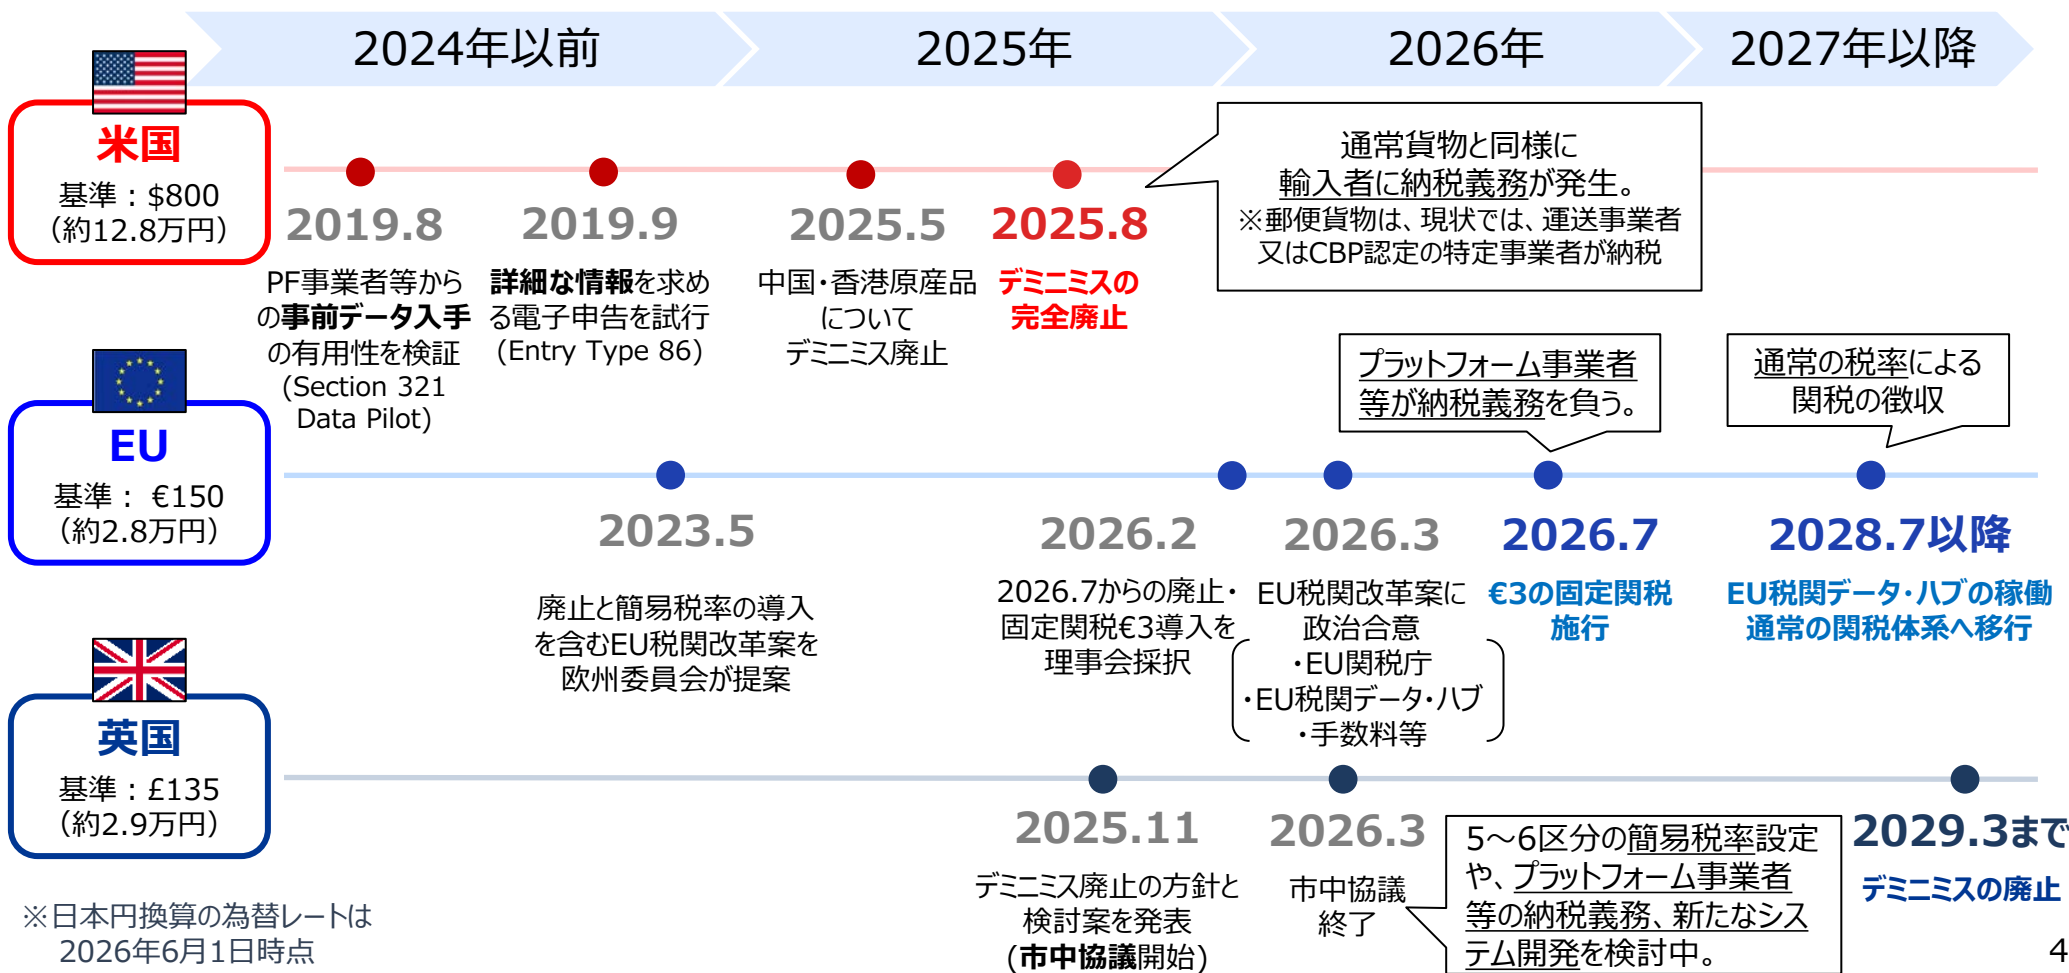 2024年以前
2025年
2026年
2027年以降
米国
基準：$800
（約12.8万円）
2019.8
PF事業者等から
の事前データ入手
の有用性を検証
(Section 321
Data Pilot)
2019.9
詳細な情報を求め
る電子申告を試行
(Entry Type 86)
2025.5
中国・香港原産品
について
デミニミス廃止
2025.8
デミニミスの
完全廃止
通常貨物と同様に
輸入者に納税義務が発生。
※郵便貨物は、現状では、運送事業者
又はCBP認定の特定事業者が納税
EU
基準： €150
（約2.8万円）
2023.5
廃止と簡易税率の導入
を含むEU税関改革案を
欧州委員会が提案
2026.2
2026.7からの廃止・
固定関税€3導入を
理事会採択
2026.3
EU税関改革案に
政治合意
・EU関税庁
・EU税関データ・ハブ
・手数料等
プラットフォーム事業者
等が納税義務を負う。
2026.7
€3の固定関税
施行
通常の税率による
関税の徴収
2028.7以降
EU税関データ・ハブの稼働
通常の関税体系へ移行
英国
基準：£135
（約2.9万円）
2025.11
デミニミス廃止の方針と
検討案を発表
(市中協議開始)
2026.3
市中協議
終了
5～6区分の簡易税率設定
や、プラットフォーム事業者
等の納税義務、新たなシス
テム開発を検討中。
2029.3まで
デミニミスの廃止
※日本円換算の為替レートは
2026年6月1日時点
4